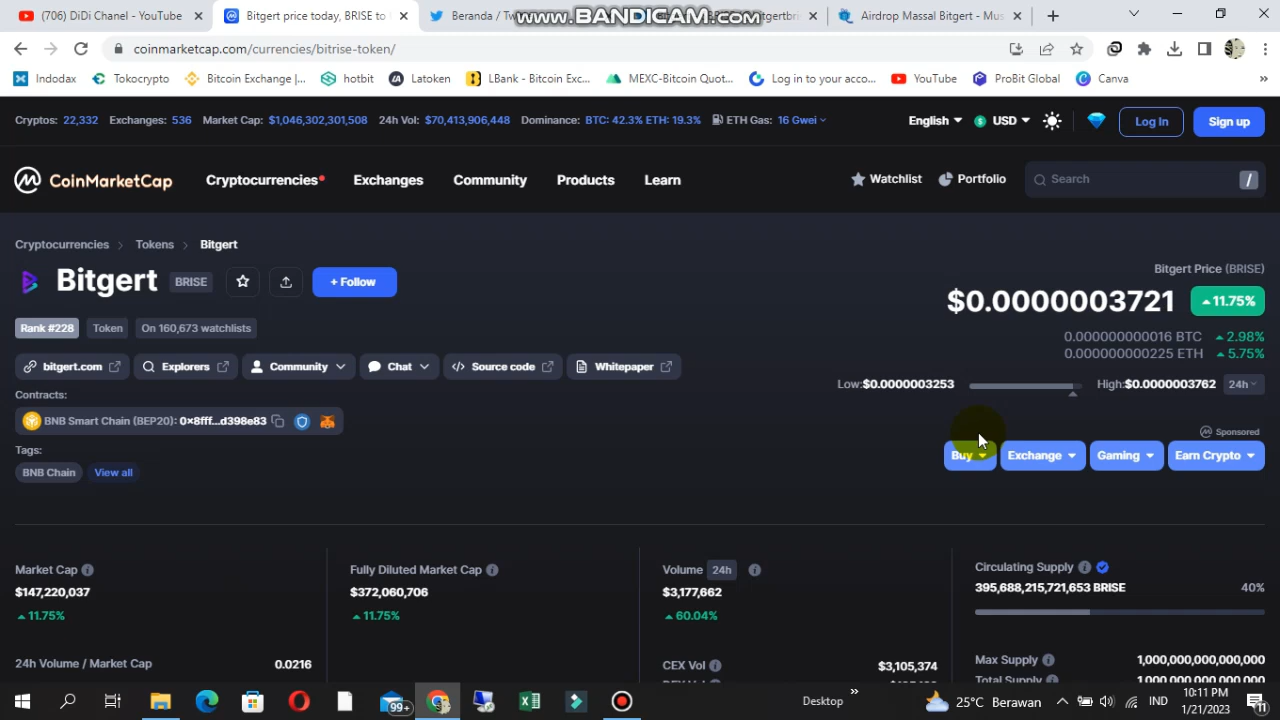 (706) DiDi Chanel - YouTube
Bitgert price today, BRISE to
Beranda / Tw
WWW.BANDICAM.COM
Airdrop Massal Bitgert - Mus
coinmarketcap.com/currencies/bitrise-token/
Indodax Tokocrypto Bitcoin Exchange |... hotbit Latoken LBank - Bitcoin Exc... MEXC-Bitcoin Quot... Log in to your acco... YouTube ProBit Global Canva »
Cryptos: 22,332 Exchanges: 536 Market Cap: $1,046,302,301,508 24h Vol: $70,413,906,448 Dominance: BTC: 42.3% ETH: 19.3% ETH Gas: 16 Gwei English USD Log In Sign up
CoinMarketCap Cryptocurrencies Exchanges Community Products Learn Watchlist Portfolio Search /
Cryptocurrencies Tokens Bitgert
Bitgert BRISE + Follow
Bitgert Price (BRISE)
$0.0000003721 11.75%
Rank #228 Token On 160,673 watchlists
0.000000000016 BTC 2.98%
0.000000000225 ETH 5.75%
bitgert.com Explorers Community Chat Source code Whitepaper
Low:$0.0000003253 High:$0.0000003762 24h
Contracts:
BNB Smart Chain (BEP20): 0x8fff...d398e83
Sponsored
Tags:
Buy Exchange Gaming Earn Crypto
BNB Chain View all
Market Cap
$147,220,037
11.75%
24h Volume / Market Cap 0.0216
Fully Diluted Market Cap
$372,060,706
11.75%
Volume 24h
$3,177,662
60.04%
CEX Vol $3,105,374
Circulating Supply
395,688,215,721,653 BRISE 40%
Max Supply 1,000,000,000,000,000
Total Supply 1,000,000,000,000,000
99+
Desktop » 25°C Berawan IND
10:11 PM
1/21/2023
11